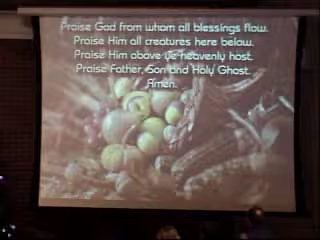 Praise God from whom all blessings flow.
Praise Him all creatures here below.
Praise Him above ye heavenly host.
Praise Father, Son and Holy Ghost.
Amen.